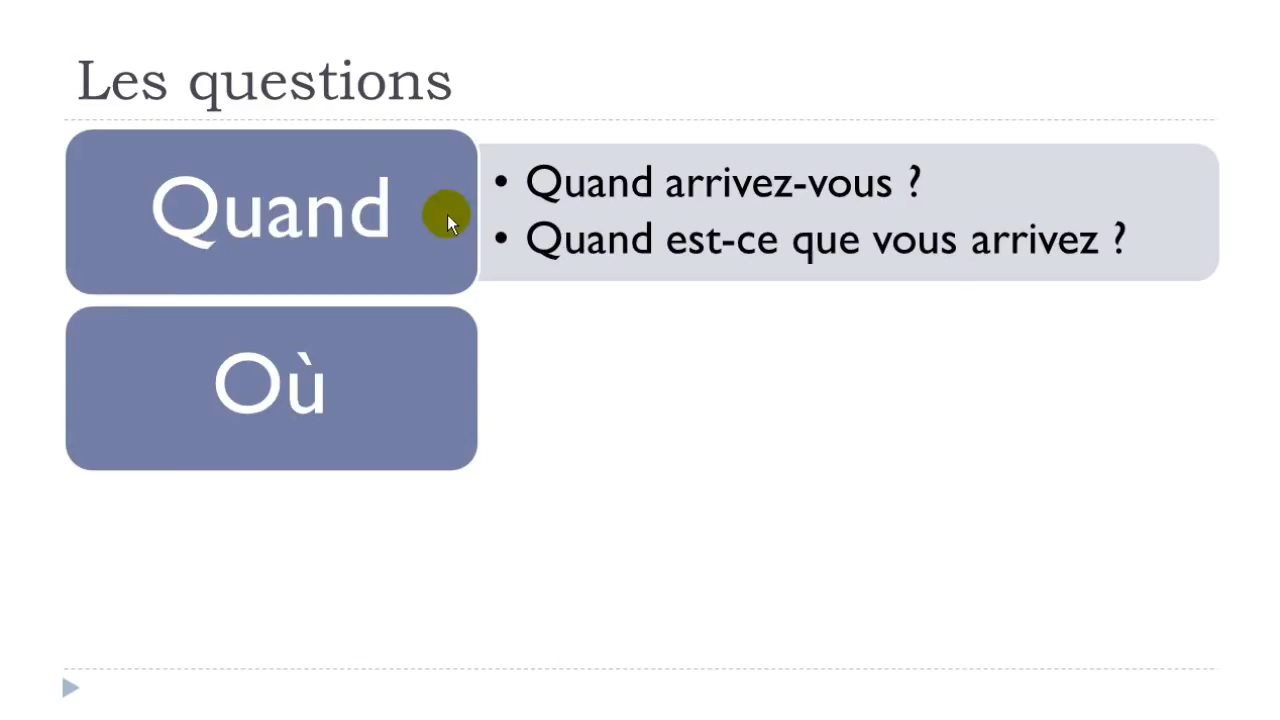 Les questions
Quand
• Quand arrivez-vous ?
• Quand est-ce que vous arrivez ?
Où